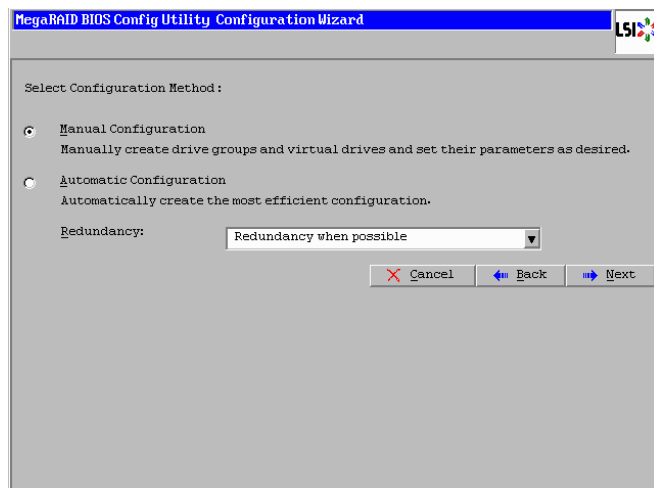 MegaRAID BIOS Config Utility Configuration Wizard
LSI
Select Configuration Method:
Manual Configuration
Manually create drive groups and virtual drives and set their parameters as desired.
Automatic Configuration
Automatically create the most efficient configuration.
Redundancy: Redundancy when possible
Cancel Back Next